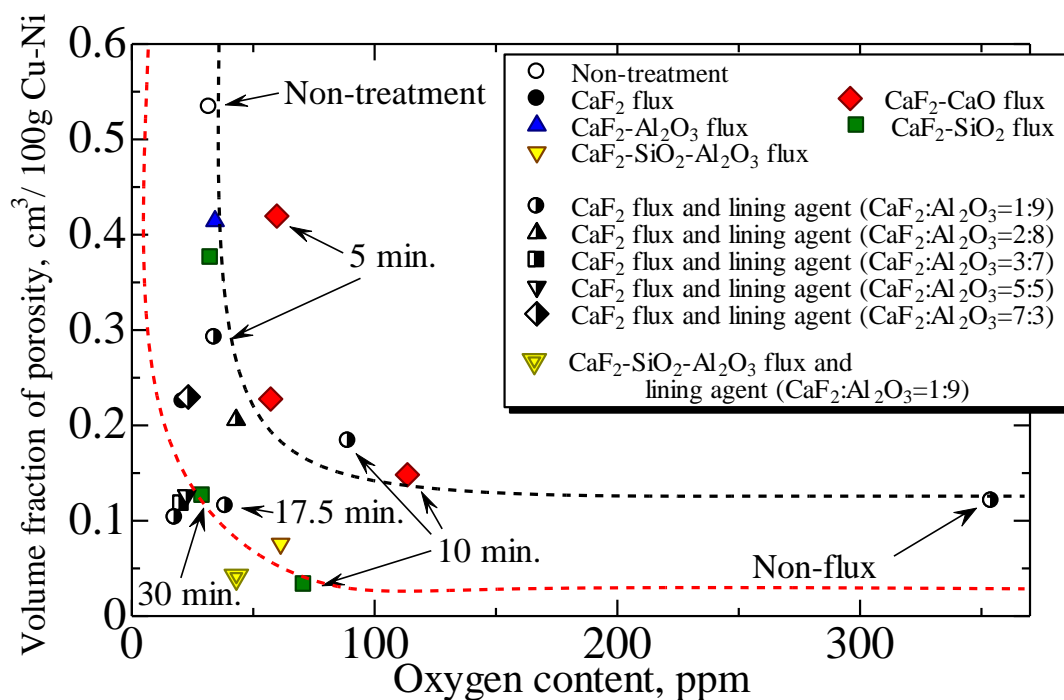 Volume fraction of porosity, cm³/ 100g Cu-Ni
0.6
0.5
0.4
0.3
0.2
0.1
0
0
100
200
300
Oxygen content, ppm
Non-treatment
5 min.
17.5 min.
10 min.
30 min.
Non-flux
Non-treatment
CaF₂ flux
CaF₂-CaO flux
CaF₂-Al₂O₃ flux
CaF₂-SiO₂ flux
CaF₂-SiO₂-Al₂O₃ flux
CaF₂ flux and lining agent (CaF₂:Al₂O₃=1:9)
CaF₂ flux and lining agent (CaF₂:Al₂O₃=2:8)
CaF₂ flux and lining agent (CaF₂:Al₂O₃=3:7)
CaF₂ flux and lining agent (CaF₂:Al₂O₃=5:5)
CaF₂ flux and lining agent (CaF₂:Al₂O₃=7:3)
CaF₂-SiO₂-Al₂O₃ flux and
lining agent (CaF₂:Al₂O₃=1:9)